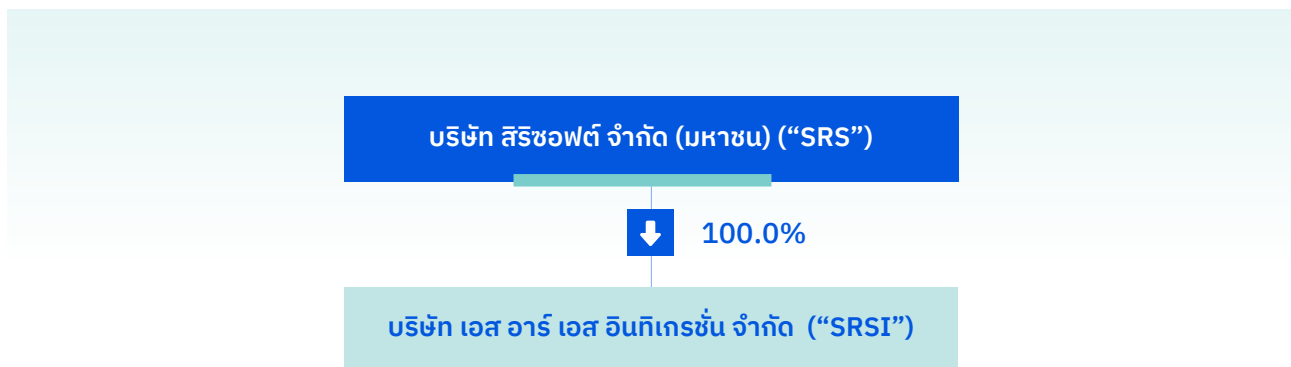 บริษัท สิริซอฟต์ จำกัด (มหาชน) (“SRS”)
100.0%
บริษัท เอส อาร์ เอส อินทิเกรชั่น จำกัด (“SRSI”)